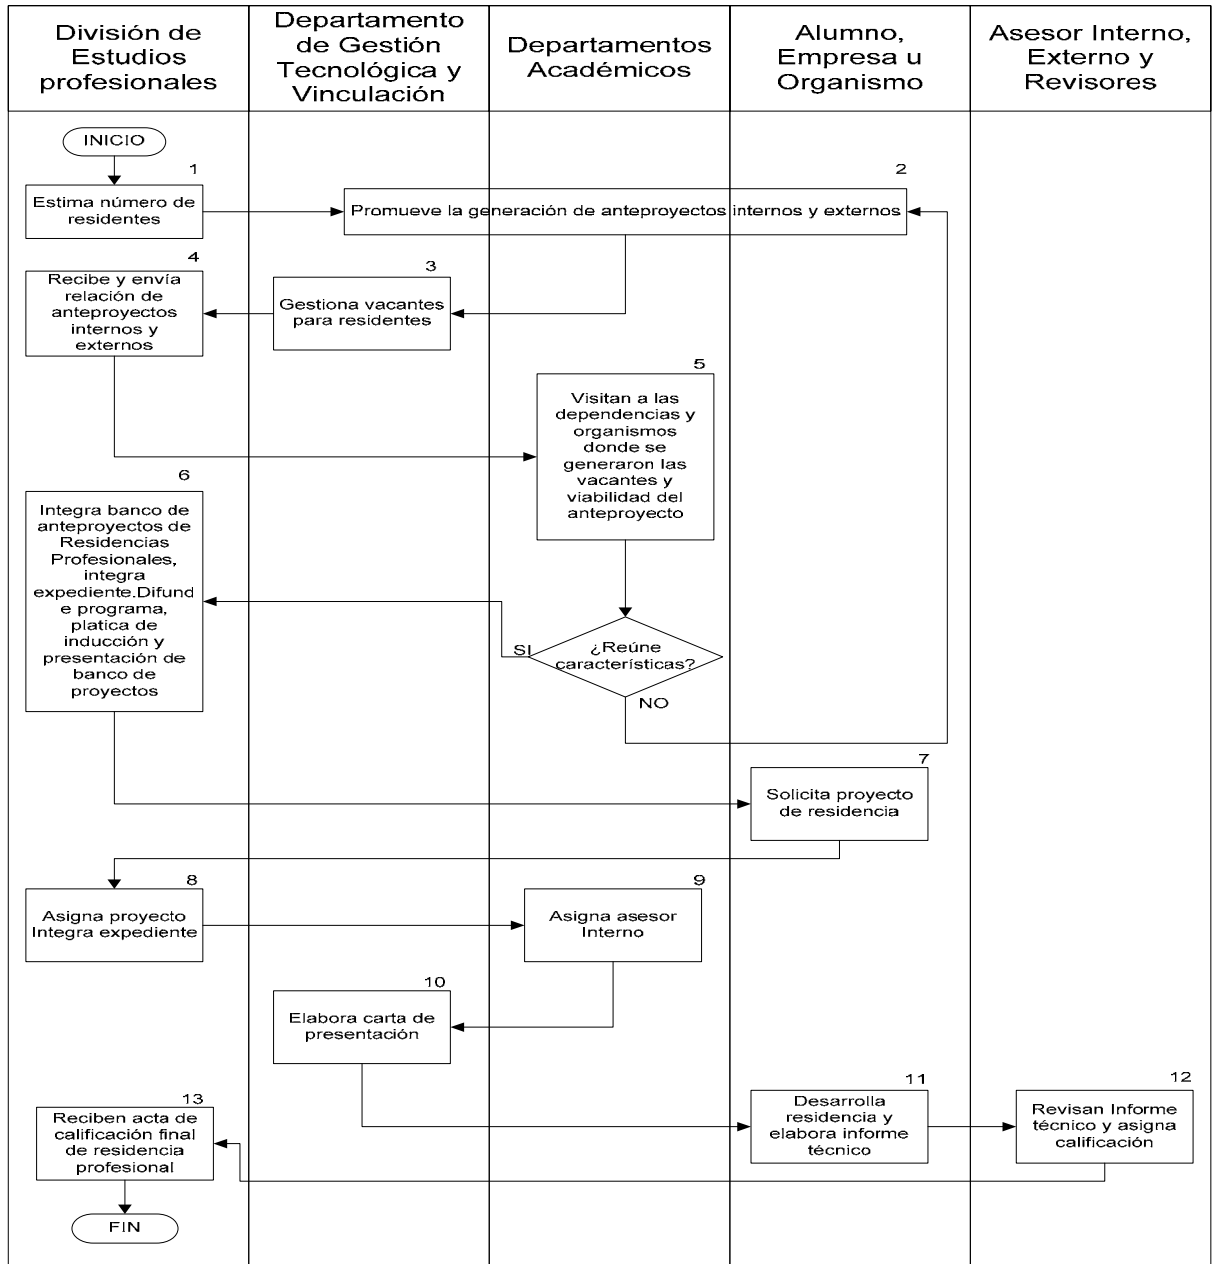 División de
Estudios
profesionales
Departamento
de Gestión
Tecnológica y
Vinculación
Departamentos
Académicos
Alumno,
Empresa u
Organismo
Asesor Interno,
Externo y
Revisores
INICIO
1
Estima número de
residentes
2
Promueve la generación de anteproyectos internos y externos
3
Gestiona vacantes
para residentes
4
Recibe y envía
relación de
anteproyectos
internos y
externos
5
Visitan a las
dependencias y
organismos
donde se
generaron las
vacantes y
viabilidad del
anteproyecto
6
Integra banco de
anteproyectos de
Residencias
Profesionales,
integra
expediente.Difund
e programa,
platica de
inducción y
presentación de
banco de
proyectos
SI
¿Reúne
características?
NO
7
Solicita proyecto
de residencia
8
Asigna proyecto
Integra expediente
9
Asigna asesor
Interno
10
Elabora carta de
presentación
11
Desarrolla
residencia y
elabora informe
técnico
12
Revisan Informe
técnico y asigna
calificación
13
Reciben acta de
calificación final
de residencia
profesional
FIN